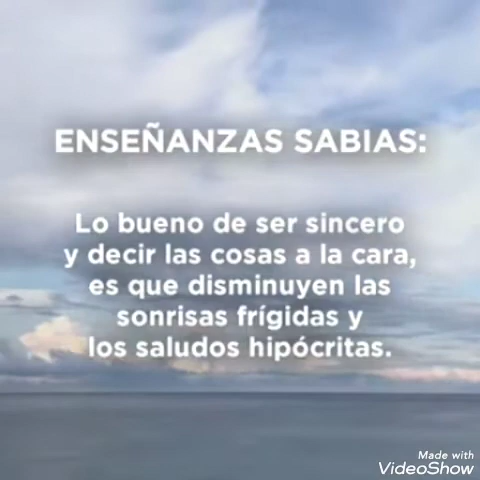 ENSEÑANZAS SABIAS:
Lo bueno de ser sincero
y decir las cosas a la cara,
es que disminuyen las
sonrisas frígidas y
los saludos hipócritas.
Made with
VideoShow